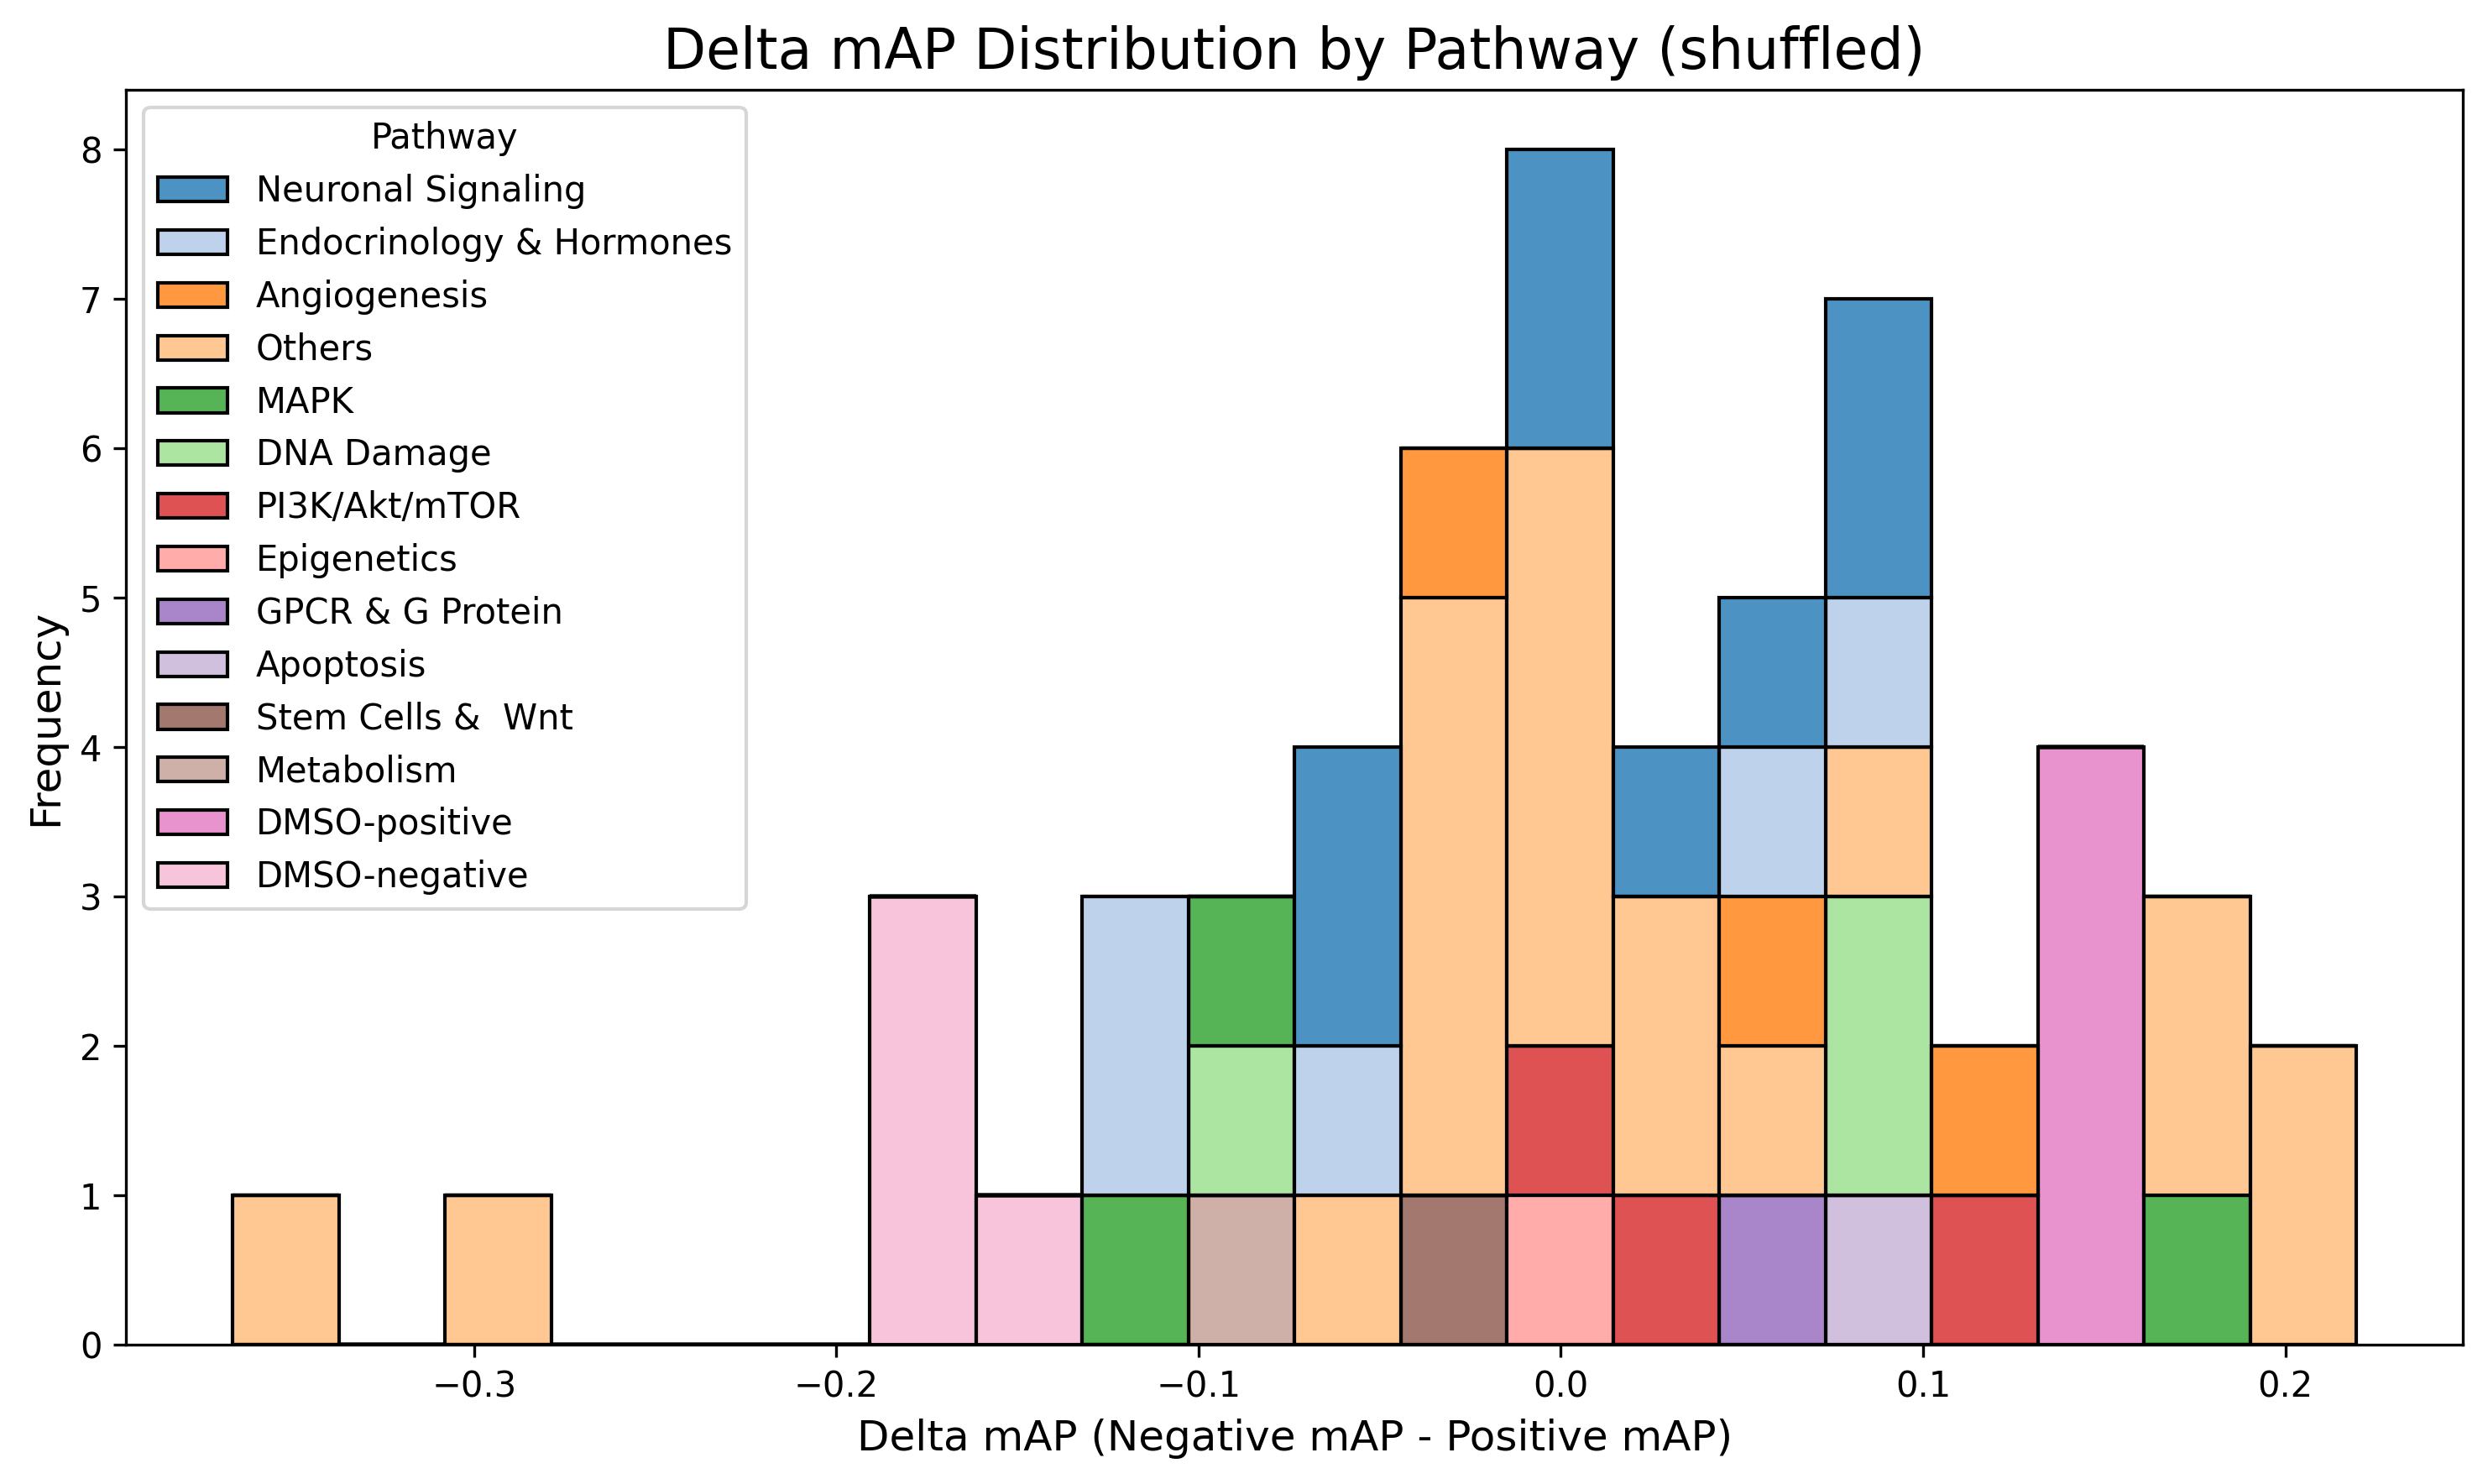 Delta mAP Distribution by Pathway (shuffled)
Pathway
Neuronal Signaling
Endocrinology & Hormones
Angiogenesis
Others
MAPK
DNA Damage
PI3K/Akt/mTOR
Epigenetics
GPCR & G Protein
Apoptosis
Stem Cells &  Wnt
Metabolism
DMSO-positive
DMSO-negative
Frequency
8
7
6
5
4
3
2
1
0
−0.3 −0.2 −0.1 0.0 0.1 0.2
Delta mAP (Negative mAP - Positive mAP)